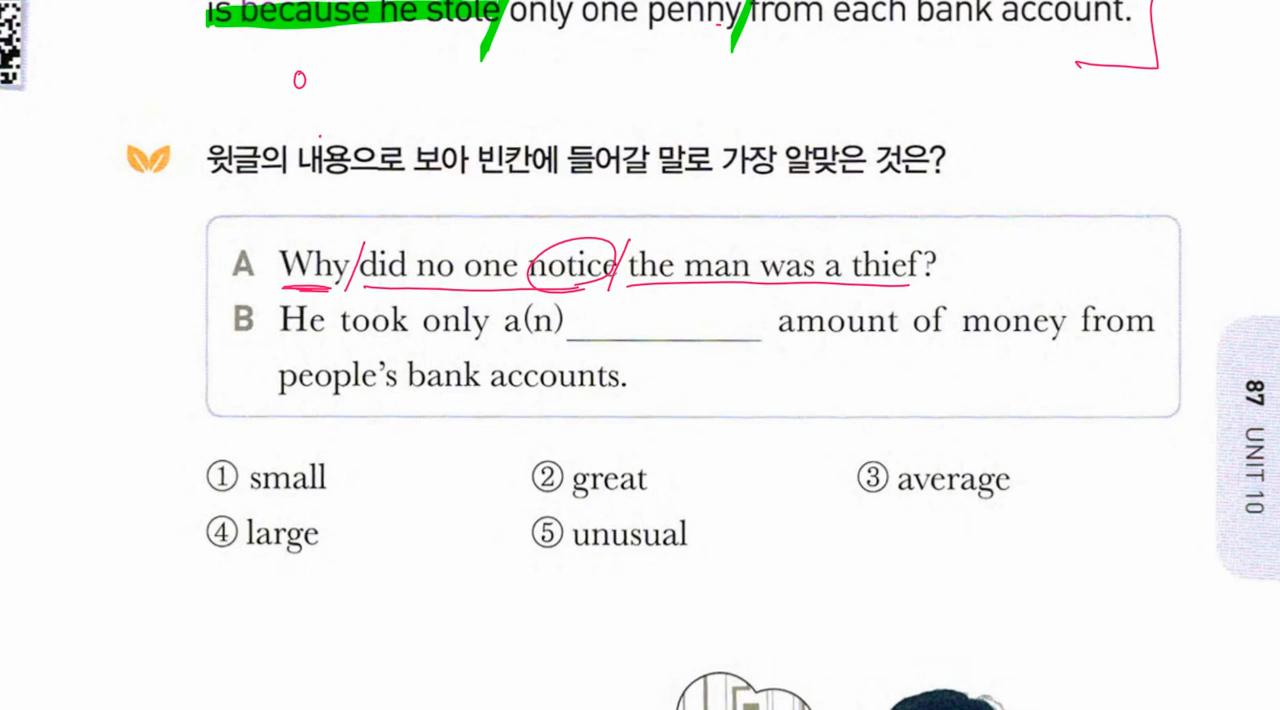 is because he stole only one penny from each bank account.
윗글의 내용으로 보아 빈칸에 들어갈 말로 가장 알맞은 것은?
A Why did no one notice the man was a thief?
B He took only a(n)__________ amount of money from
people's bank accounts.
① small ② great ③ average
④ large ⑤ unusual
87 UNIT 10